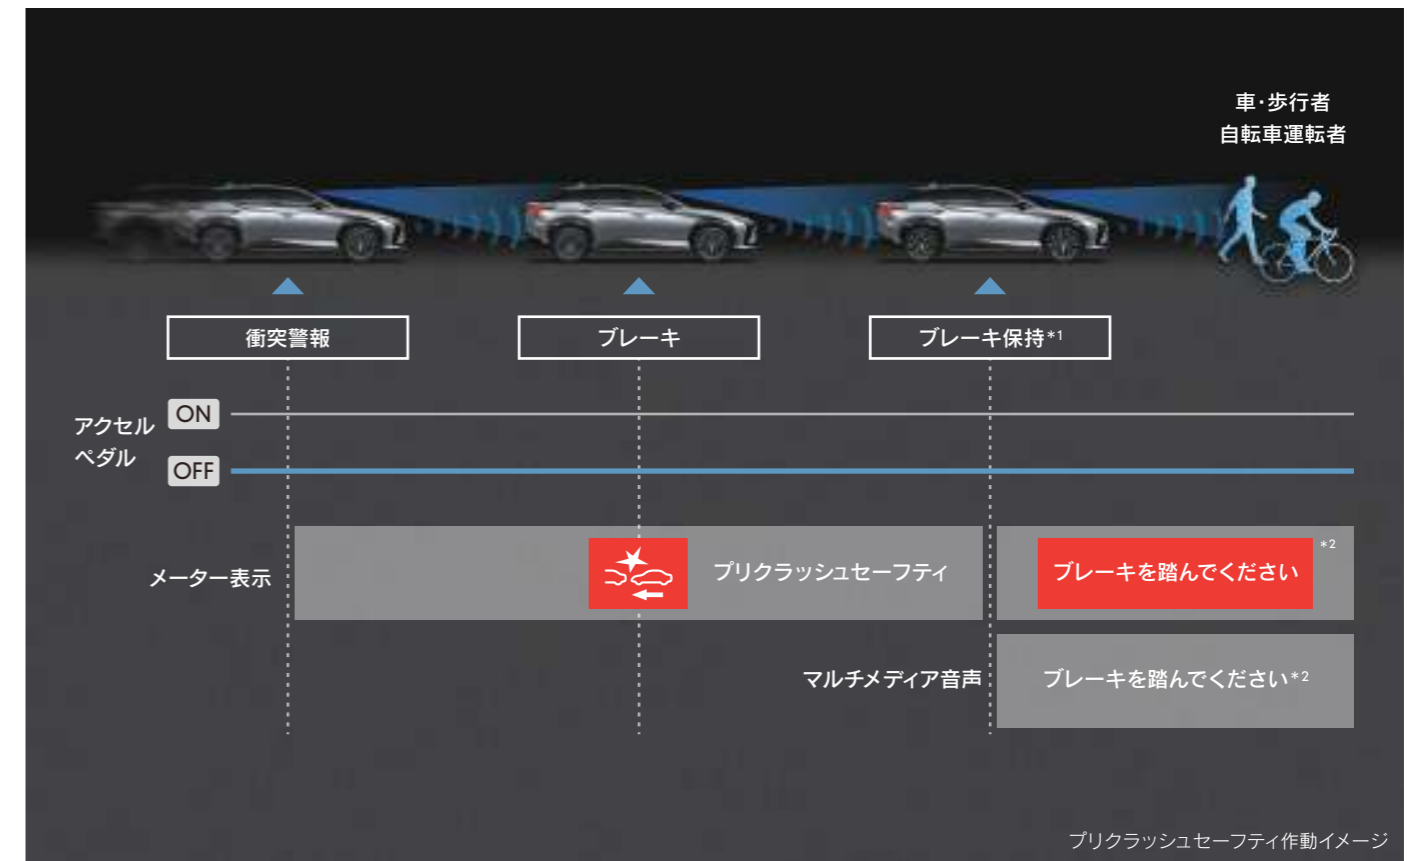 車・歩行者
自転車運転者
衝突警報
ブレーキ
ブレーキ保持*1
アクセル
ペダル
ON
OFF
メーター表示
プリクラッシュセーフティ
ブレーキを踏んでください
*2
マルチメディア音声
ブレーキを踏んでください*2
プリクラッシュセーフティ作動イメージ